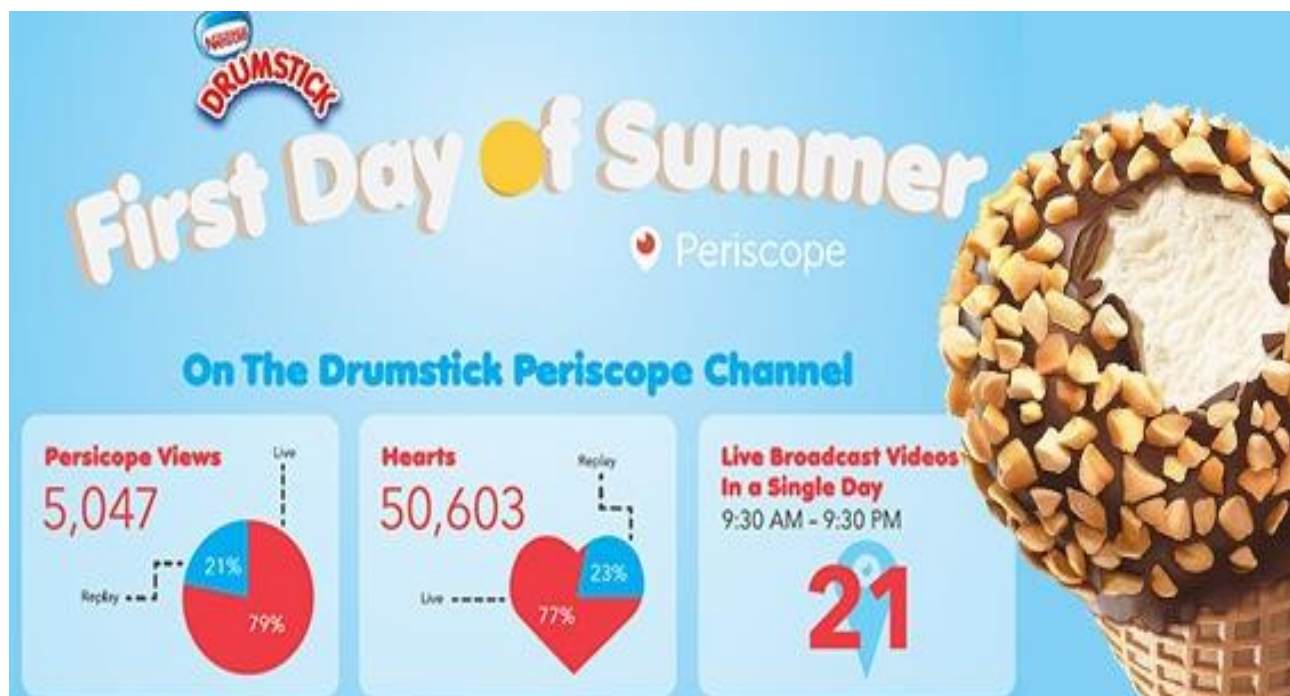 Nestlé
DRUMSTICK
First Day of Summer
Periscope
On The Drumstick Periscope Channel
Persicope Views
5,047
Live
Replay
21%
79%
Hearts
50,603
Replay
Live
23%
77%
Live Broadcast Videos
In a Single Day
9:30 AM – 9:30 PM
21